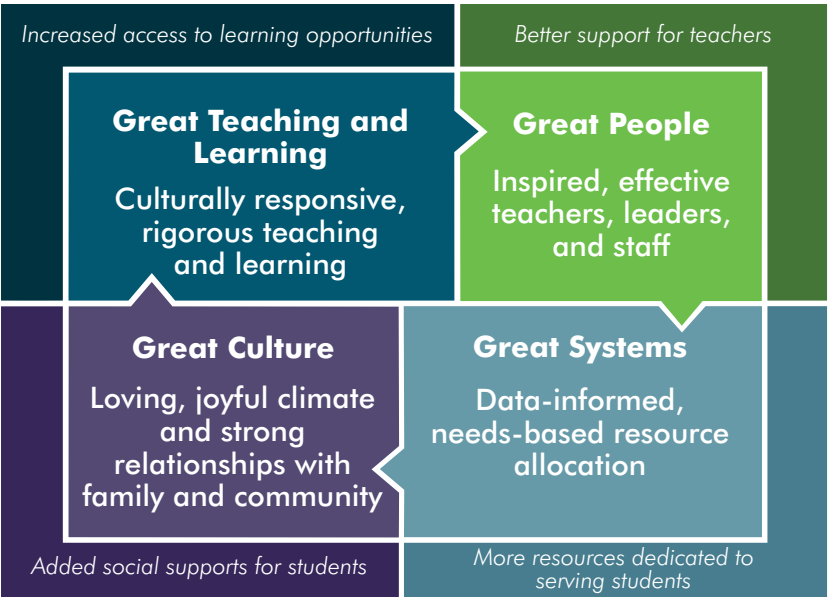 Increased access to learning opportunities
Better support for teachers
Great Teaching and
Learning
Culturally responsive,
rigorous teaching
and learning
Great People
Inspired, effective
teachers, leaders,
and staff
Great Culture
Loving, joyful climate
and strong
relationships with
family and community
Great Systems
Data-informed,
needs-based resource
allocation
Added social supports for students
More resources dedicated to
serving students